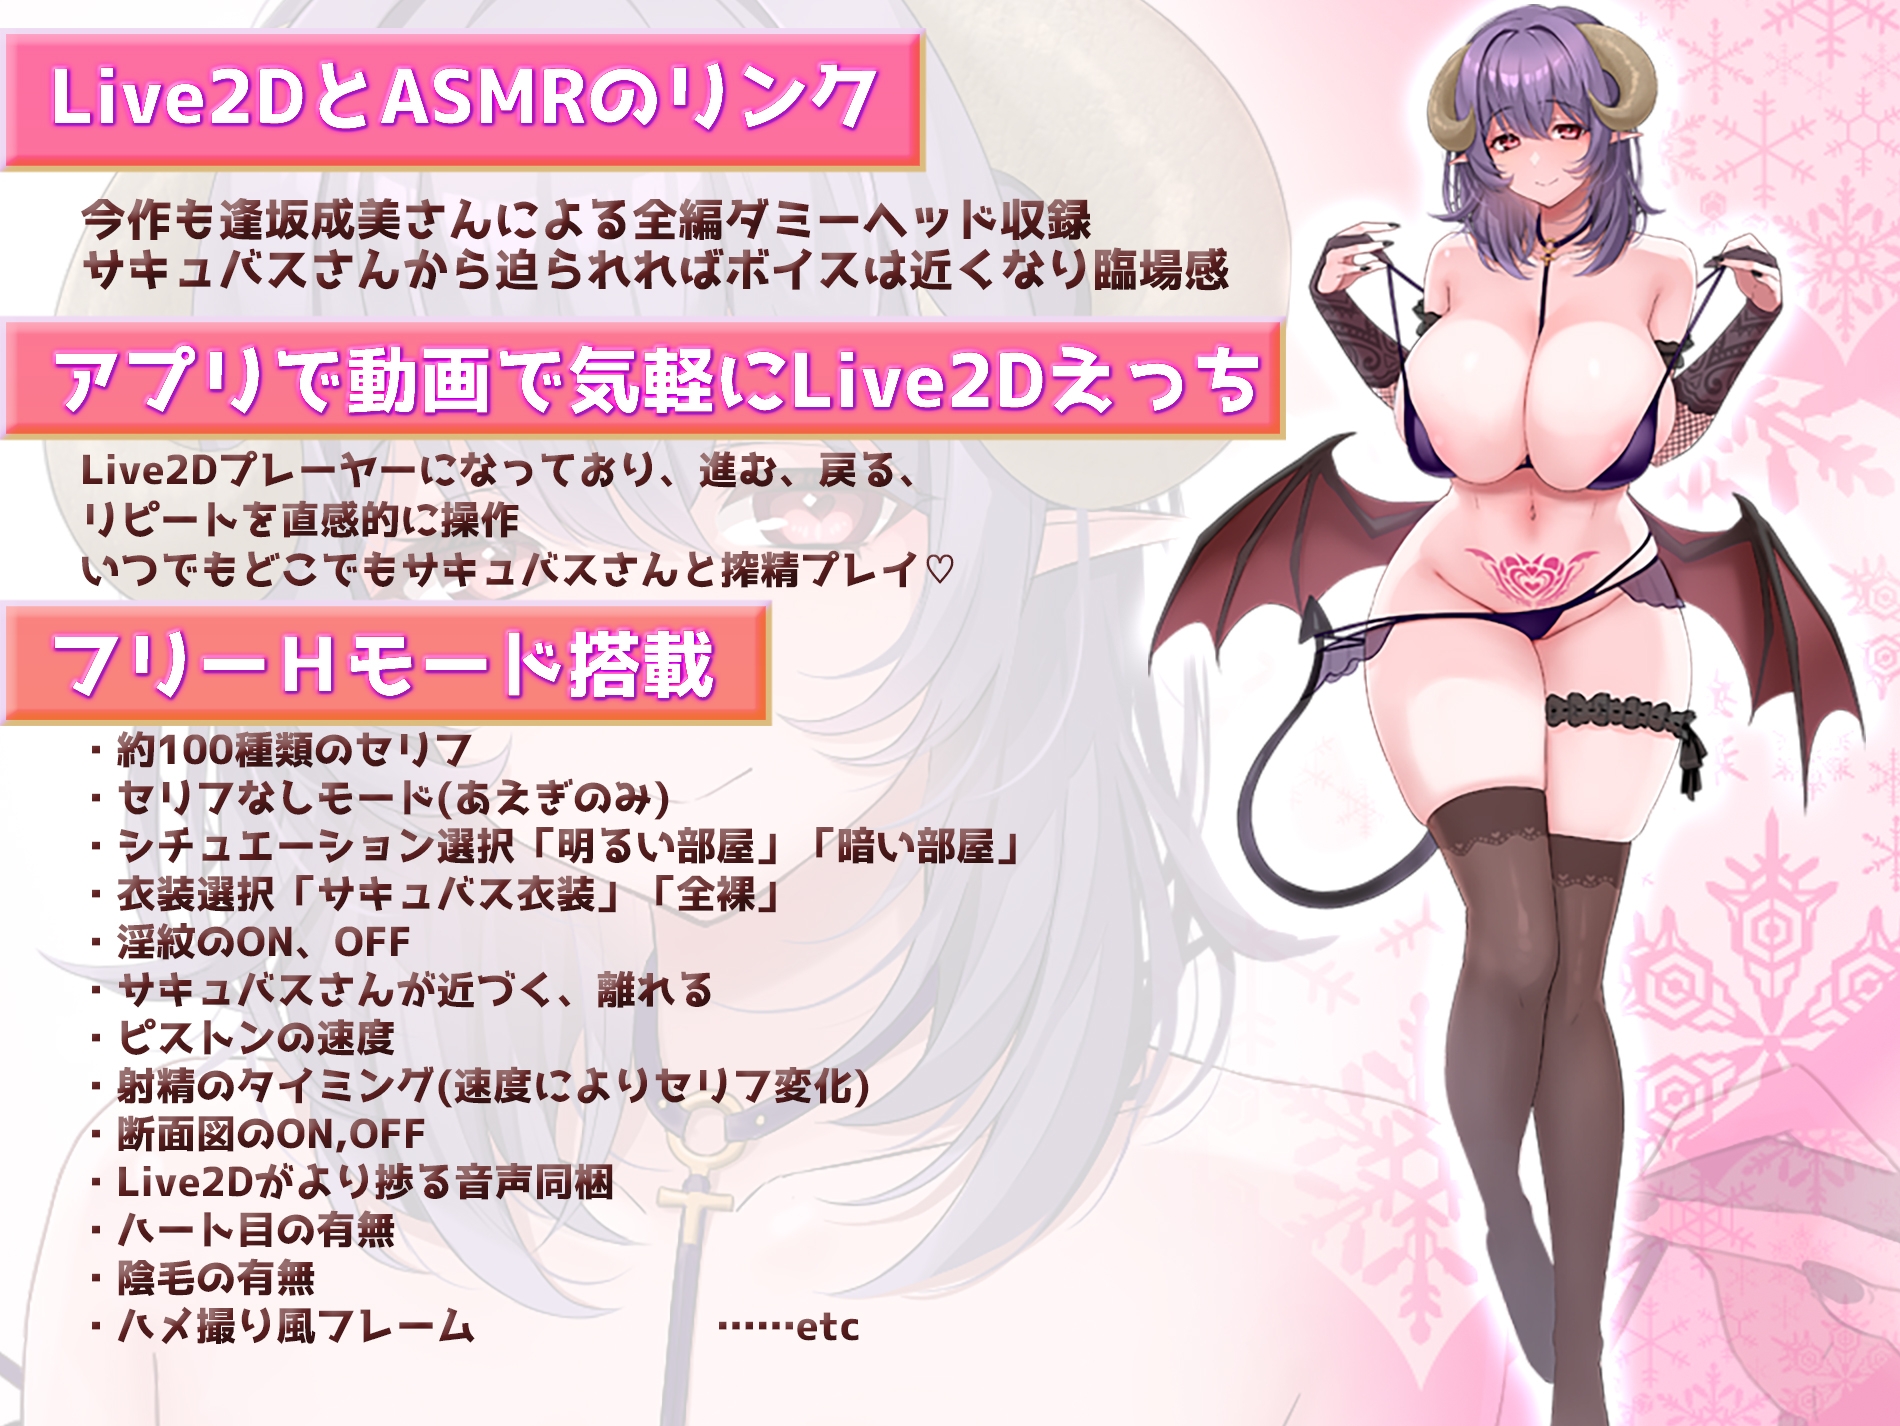 Live2DとASMRのリンク
今作も逢坂成美さんによる全編ダミーヘッド収録
サキュバスさんから迫られればボイスは近くなり臨場感
アプリで動画で気軽にLive2Dえっち
Live2Dプレーヤーになっており、進む、戻る、
リピートを直感的に操作
いつでもどこでもサキュバスさんと搾精プレイ♡
フリーHモード搭載
・約100種類のセリフ
・セリフなしモード(あえぎのみ)
・シチュエーション選択「明るい部屋」「暗い部屋」
・衣装選択「サキュバス衣装」「全裸」
・淫紋のON、OFF
・サキュバスさんが近づく、離れる
・ピストンの速度
・射精のタイミング(速度によりセリフ変化)
・断面図のON,OFF
・Live2Dがより捗る音声同梱
・ハート目の有無
・陰毛の有無
・ハメ撮り風フレーム ……etc